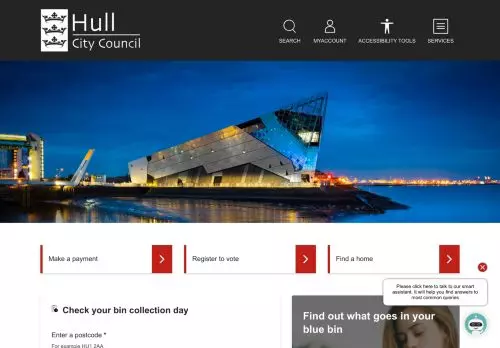 Hull
City Council
SEARCH
MYACCOUNT
ACCESSIBILITY TOOLS
SERVICES
Make a payment
Register to vote
Find a home
Please click here to talk to our smart
assistant. It will help you find answers to
most common queries
Check your bin collection day
Find out what goes in your
blue bin
Enter a postcode *
For example HU1 2AA